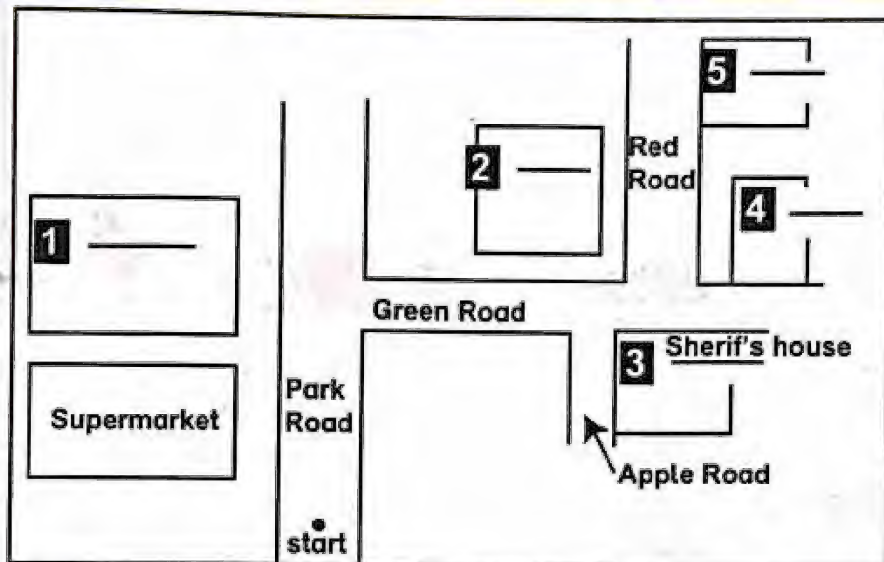 5
Red
Road
2
4
1
Green Road
3
Sherif's house
Park
Road
Supermarket
Apple Road
start